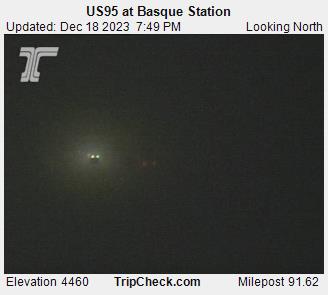 US95 at Basque Station
Updated: Dec 18 2023 7:49 PM Looking North
Elevation 4460 TripCheck.com Milepost 91.62